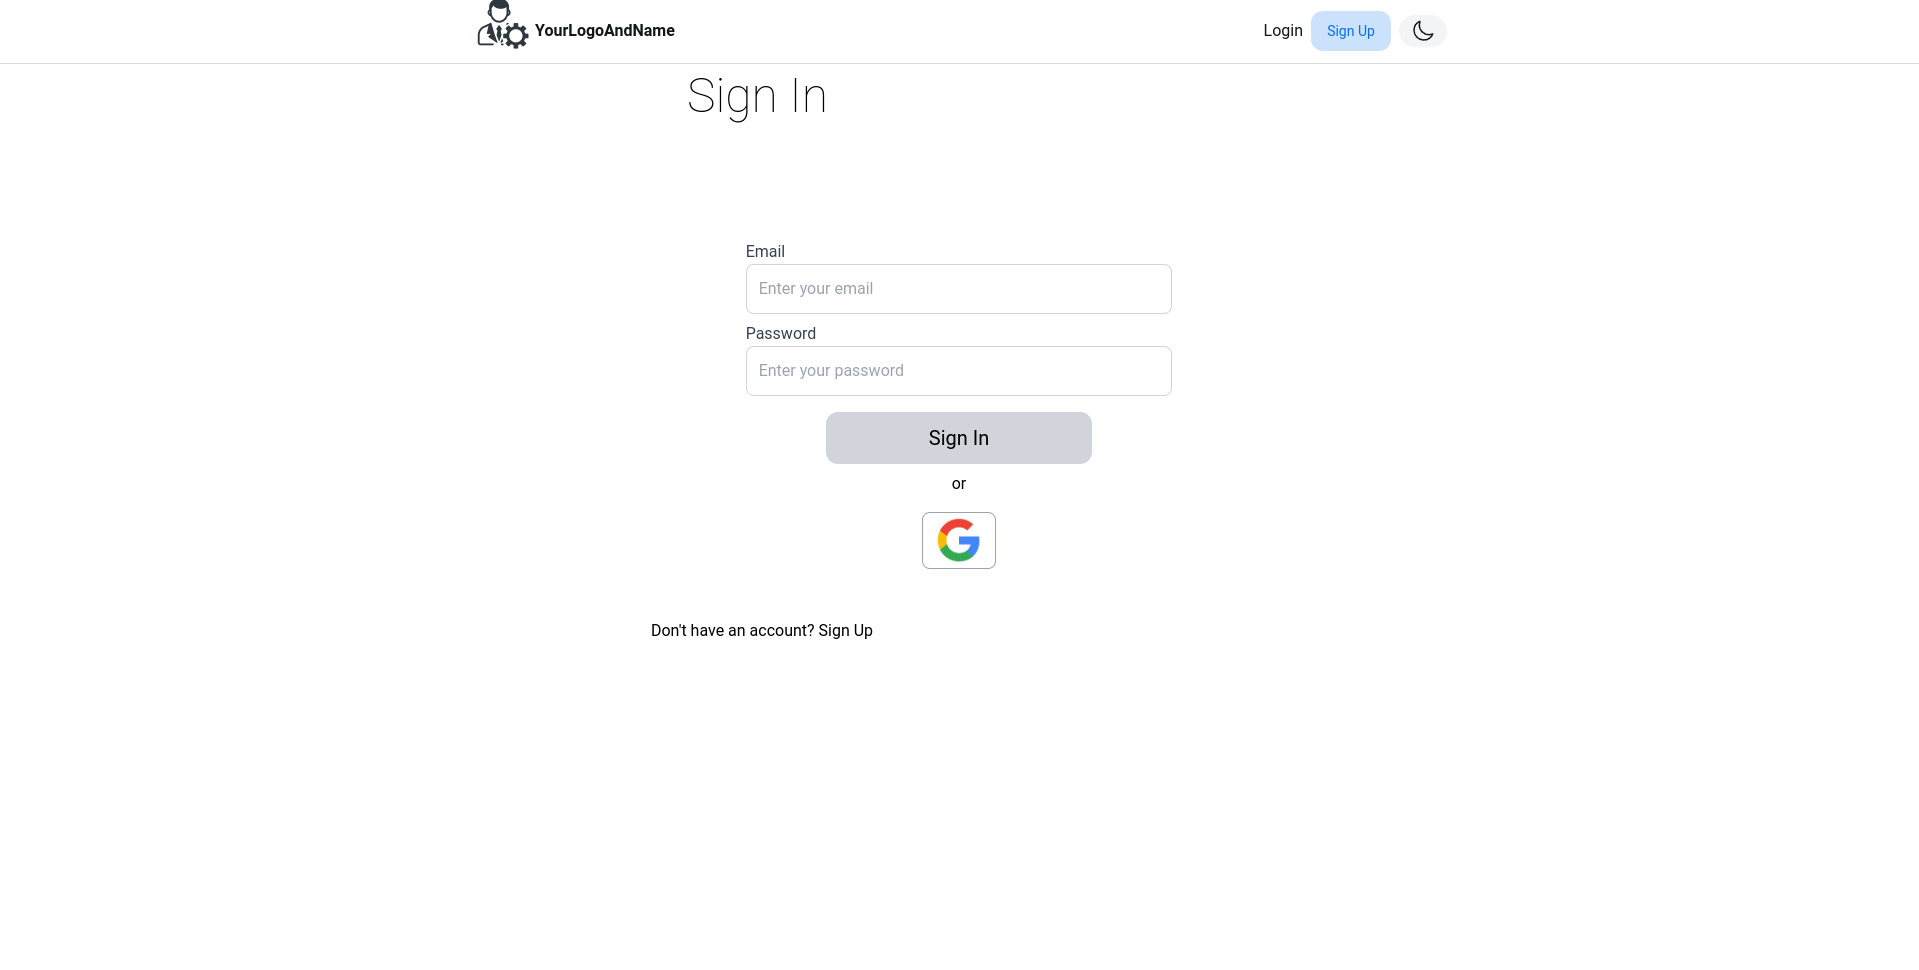 YourLogoAndName
Login
Sign Up
Sign In
Email
Enter your email
Password
Enter your password
Sign In
or
Don't have an account? Sign Up